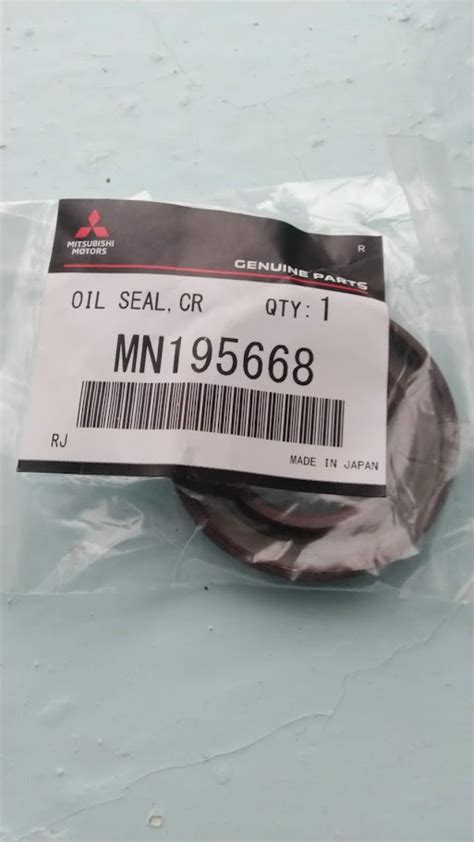 MITSUBISHI
MOTORS
R
GENUINE PARTS
OIL SEAL,CR QTY:1
MN195668
RJ
MADE IN JAPAN